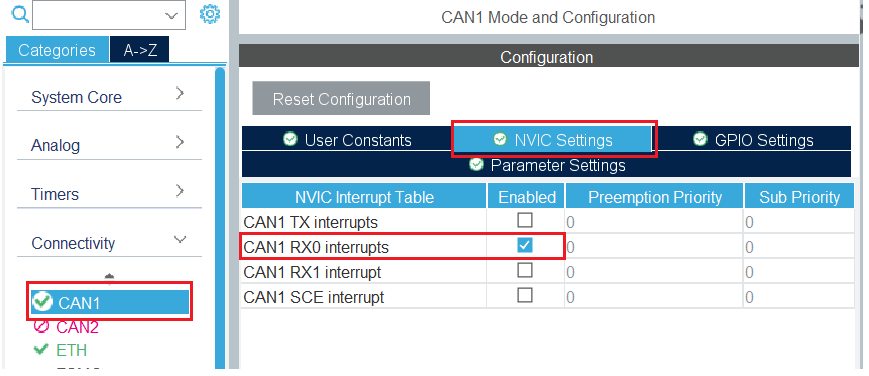 CAN1 Mode and Configuration
Categories A->Z
Configuration
System Core
Reset Configuration
Analog
User Constants NVIC Settings GPIO Settings
Parameter Settings
Timers
NVIC Interrupt Table Enabled Preemption Priority Sub Priority
CAN1 TX interrupts 0 0
Connectivity
CAN1 RX0 interrupts 0 0
CAN1 RX1 interrupt 0 0
CAN1 SCE interrupt 0 0
CAN1
CAN2
ETH